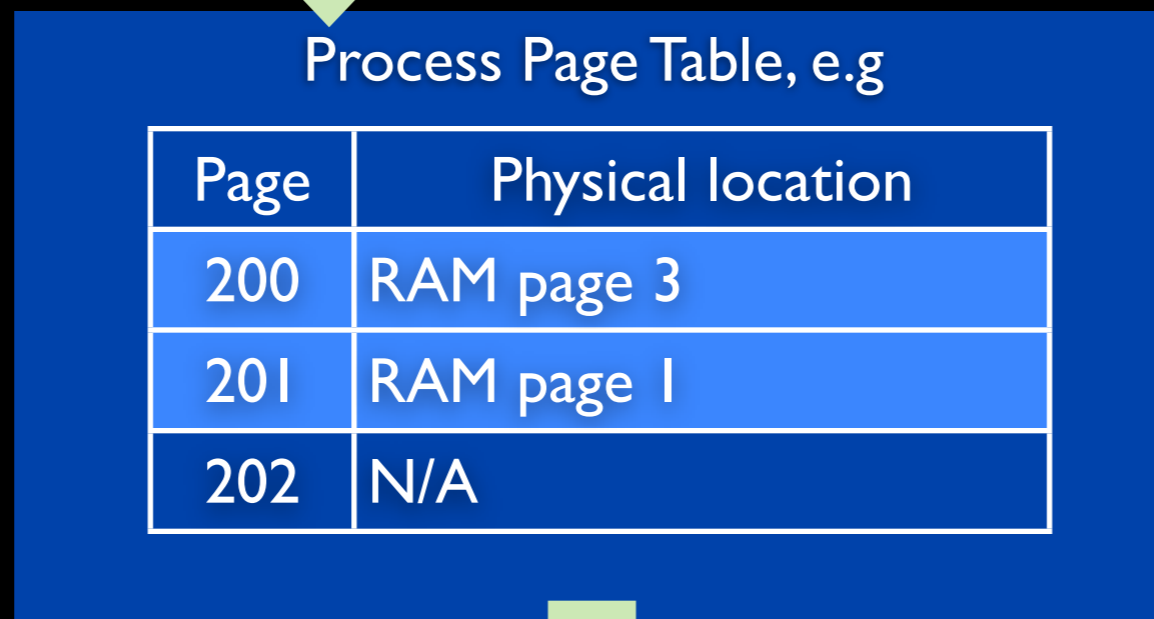 Process Page Table, e.g
Page Physical location
200 RAM page 3
201 RAM page 1
202 N/A